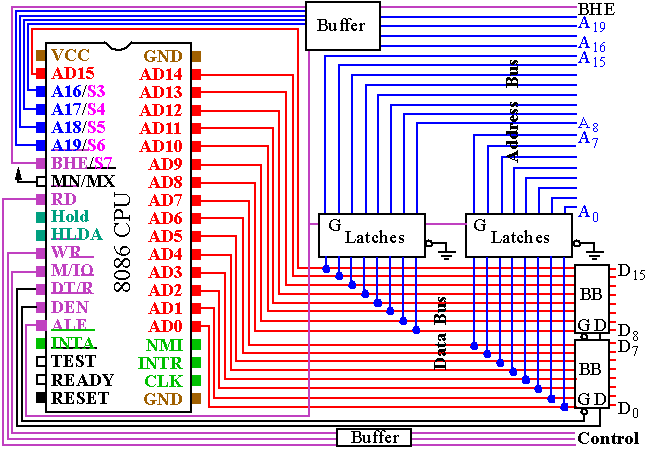 BHE
Buffer
A19
A16
A15
VCC
GND
AD15
AD14
A16/S3
AD13
A17/S4
AD12
A18/S5
AD11
A19/S6
AD10
BHE/S7
AD9
MN/MX
AD8
RD
AD7
Hold
AD6
HLDA
AD5
WR
AD4
M/IO
AD3
DT/R
AD2
DEN
AD1
ALE
AD0
INTA
NMI
TEST
INTR
READY
CLK
RESET
GND
8086 CPU
Address Bus
A8
A7
A0
G
Latches
G
Latches
Data Bus
D15
BB
G D
D8
D7
BB
G D
D0
Buffer
Control